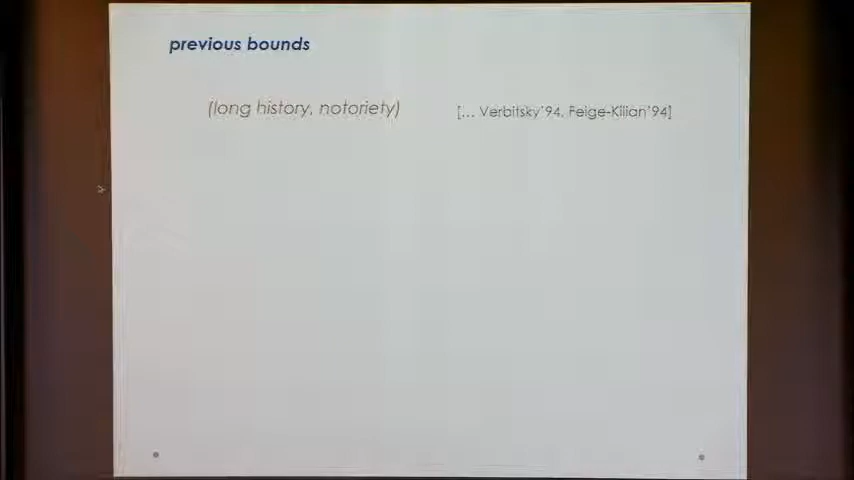 previous bounds
(long history, notoriety) [... Verbitsky'94, Feige-Kilian'94]